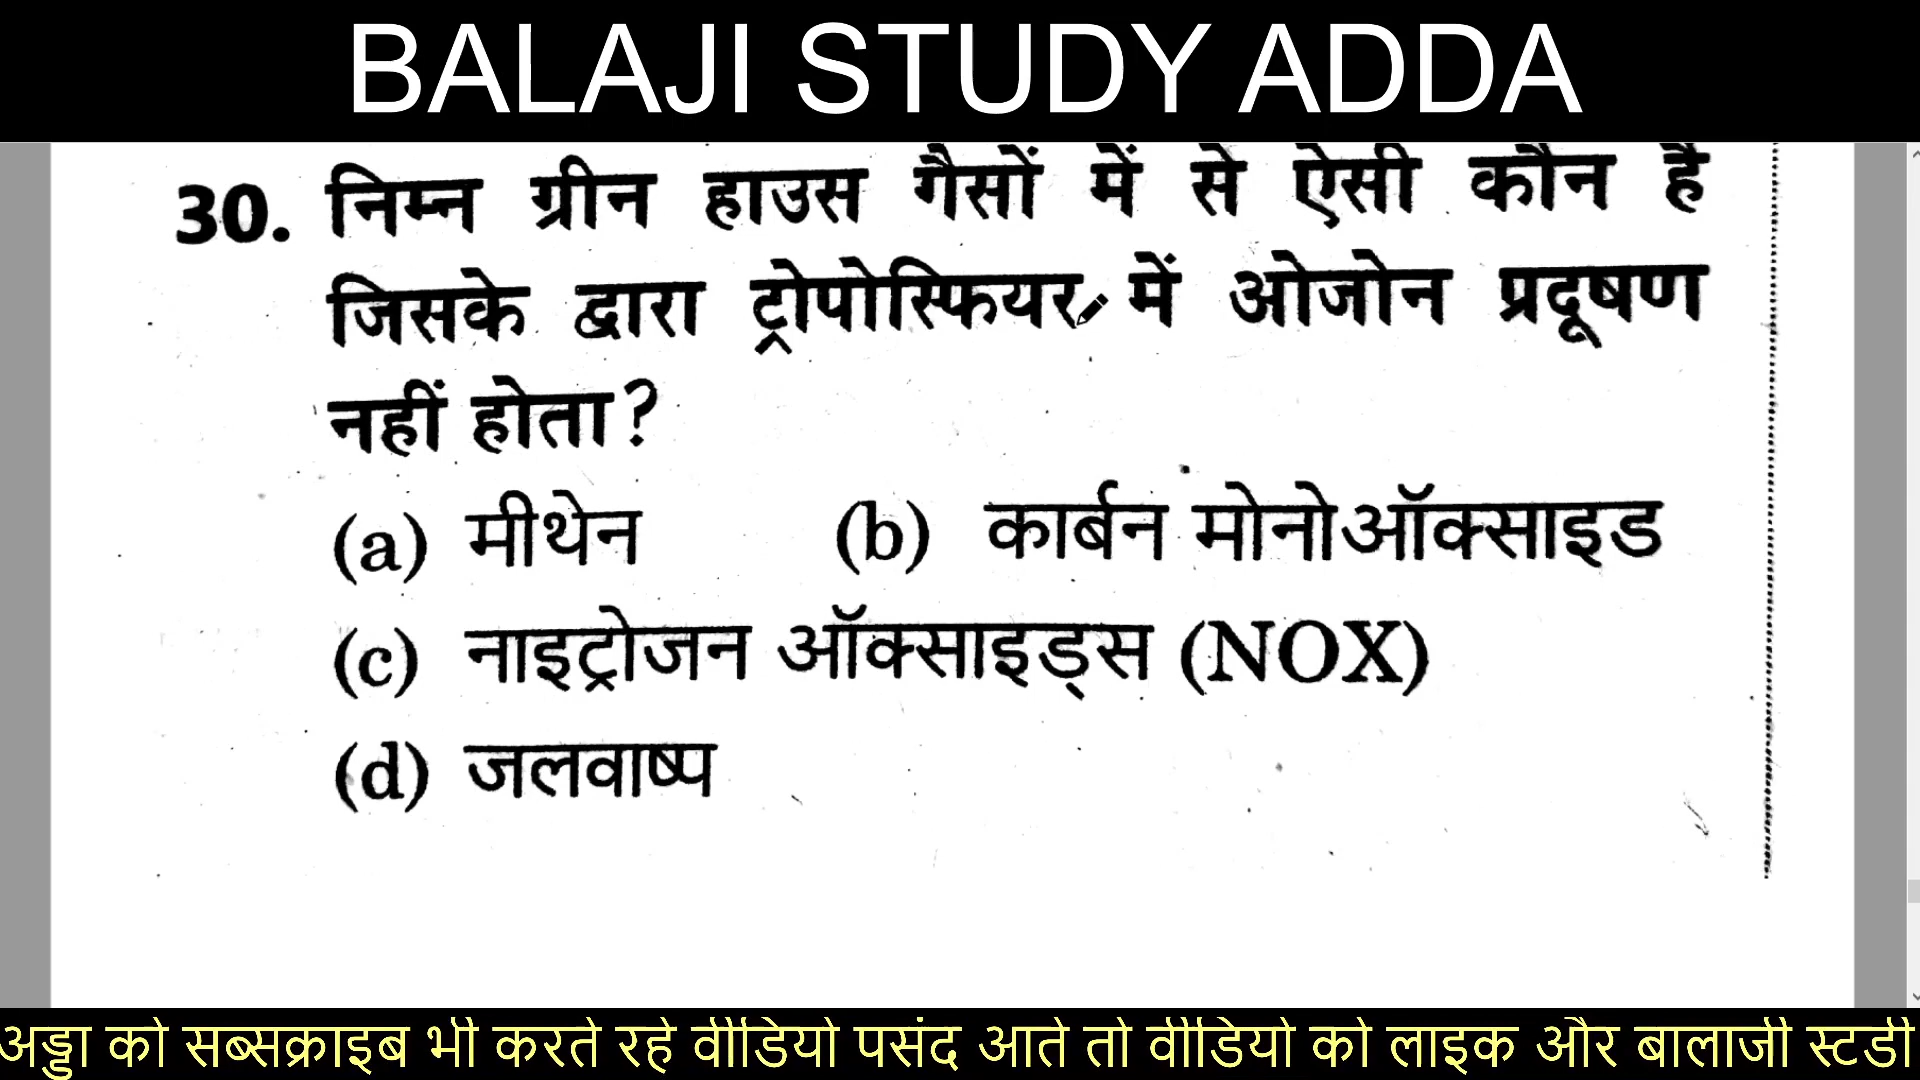 BALAJI STUDY ADDA
30. निम्न ग्रीन हाउस गैसों में से ऐसी कौन है
जिसके द्वारा ट्रोपोस्फियर में ओजोन प्रदूषण
नहीं होता?
(a) मीथेन (b) कार्बन मोनोऑक्साइड
(c) नाइट्रोजन ऑक्साइड्स (NOX)
(d) जलवाष्प
अड्डा को सब्सक्राइब भी करते रहे वीडियो पसंद आते तो वीडियो को लाइक और बालाजी स्टडी